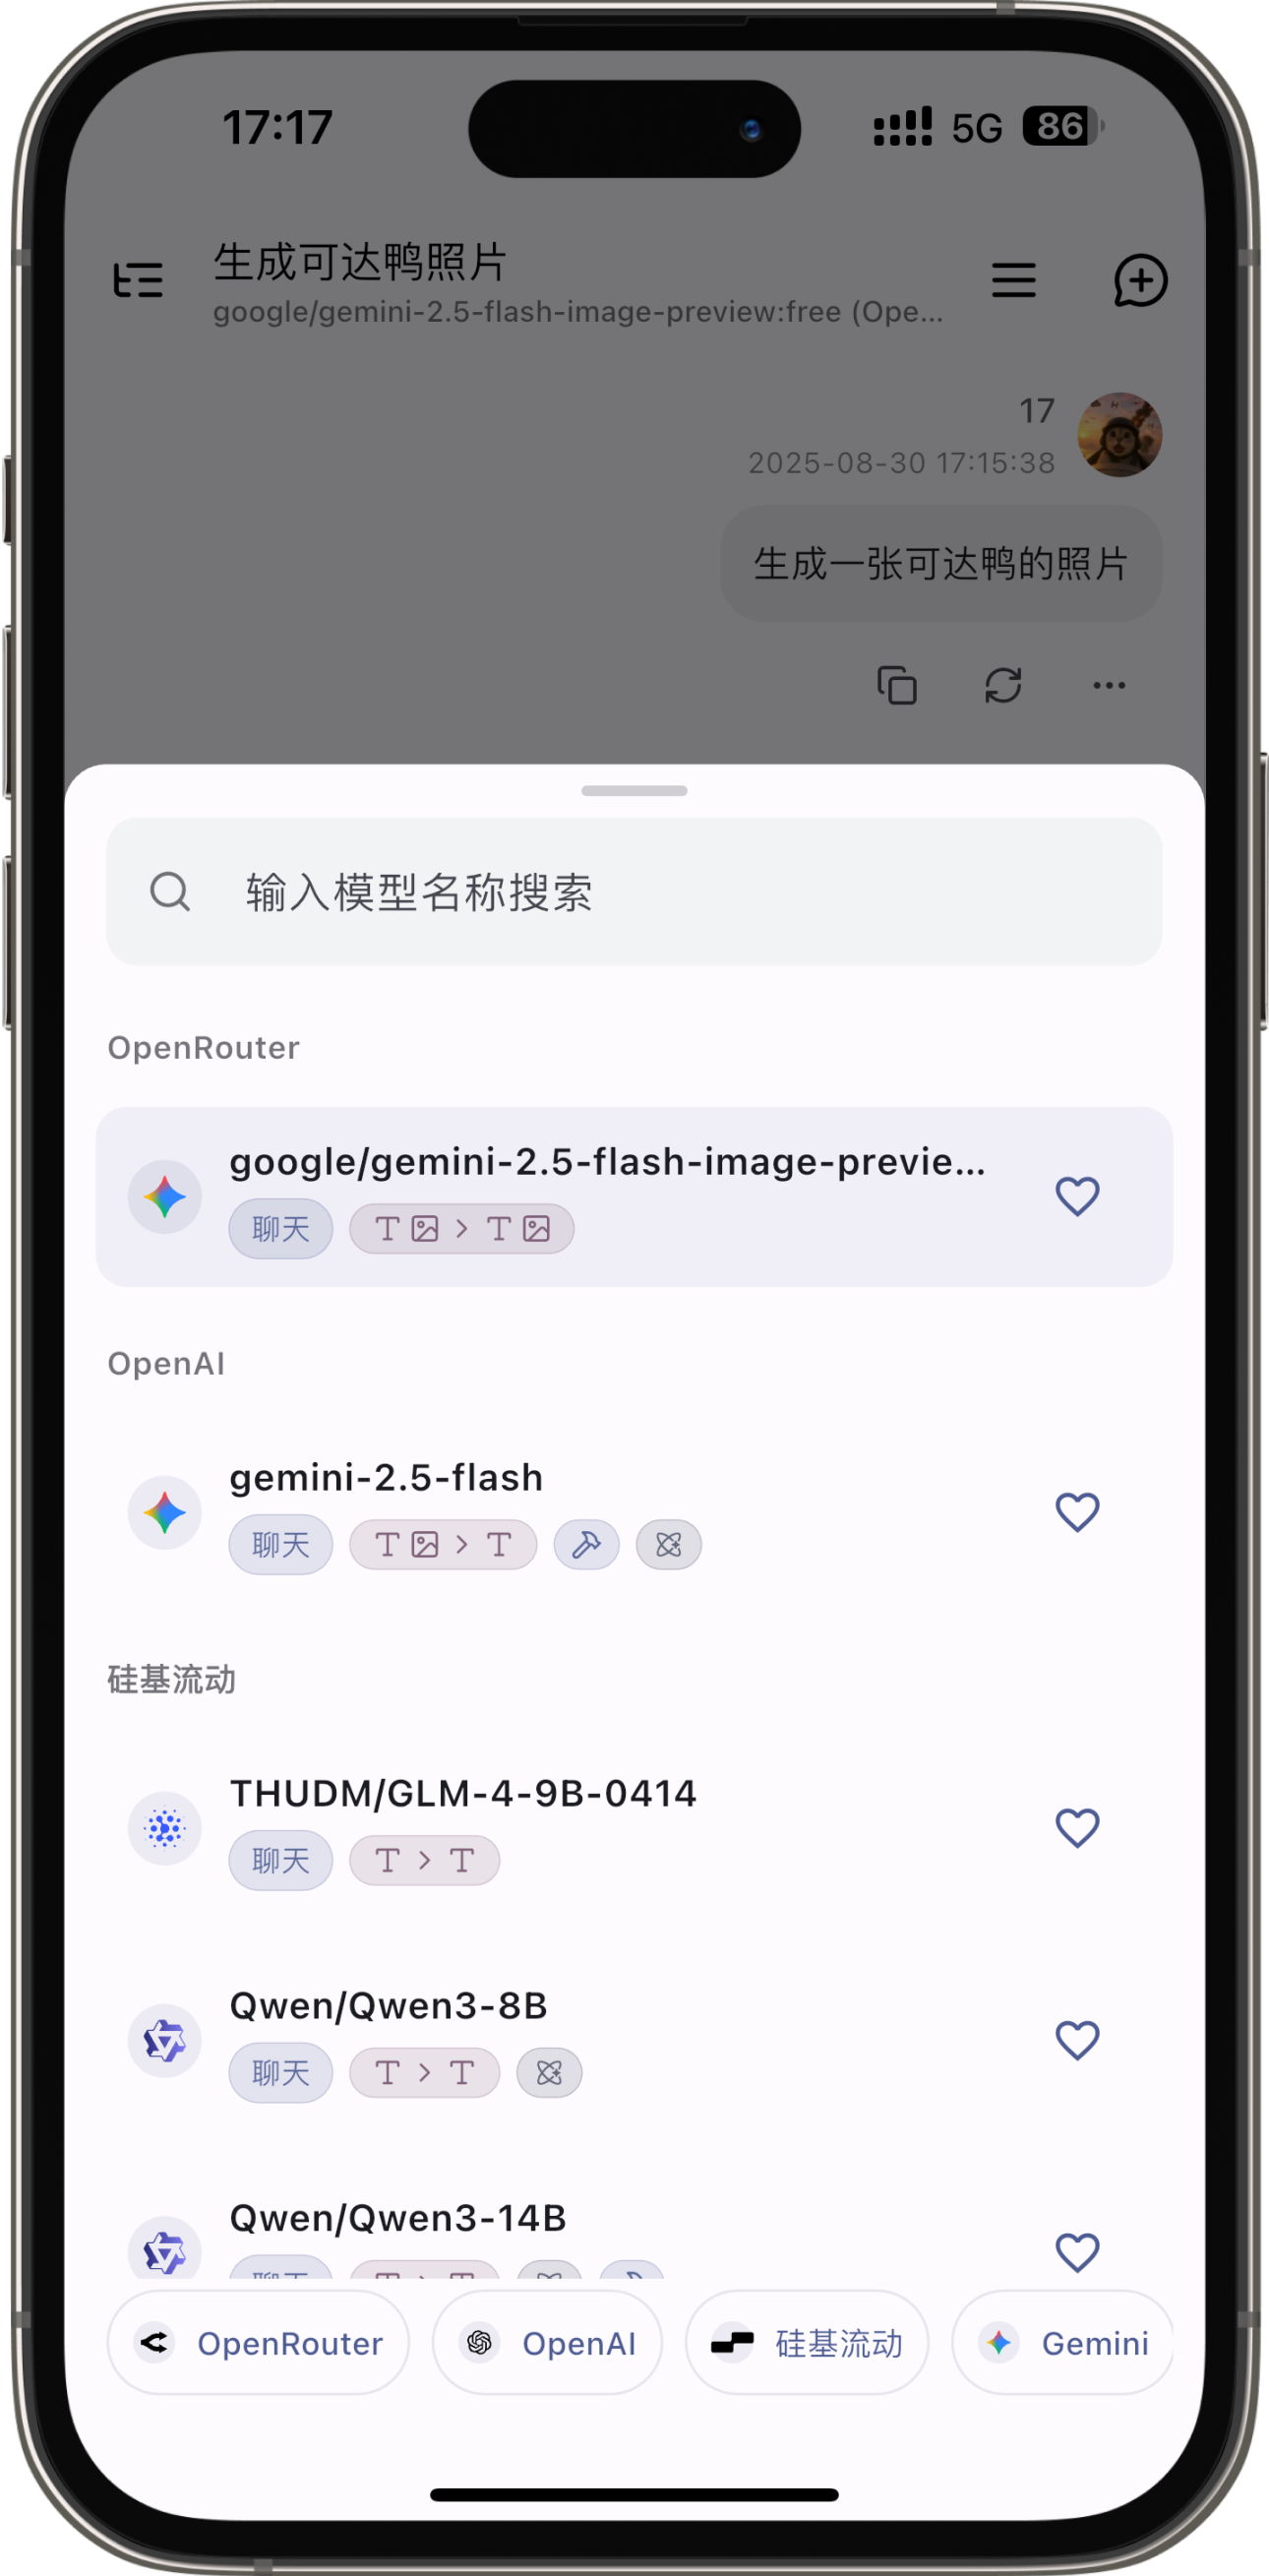 17:17
5G 86
生成可达鸭照片
google/gemini-2.5-flash-image-preview:free (Ope...
17
2025-08-30 17:15:38
生成一张可达鸭的照片
输入模型名称搜索
OpenRouter
google/gemini-2.5-flash-image-previe...
聊天 T > T
OpenAI
gemini-2.5-flash
聊天 T > T
硅基流动
THUDM/GLM-4-9B-0414
聊天 T > T
Qwen/Qwen3-8B
聊天 T > T
Qwen/Qwen3-14B
聊天 T > T
OpenRouter OpenAI 硅基流动 Gemini